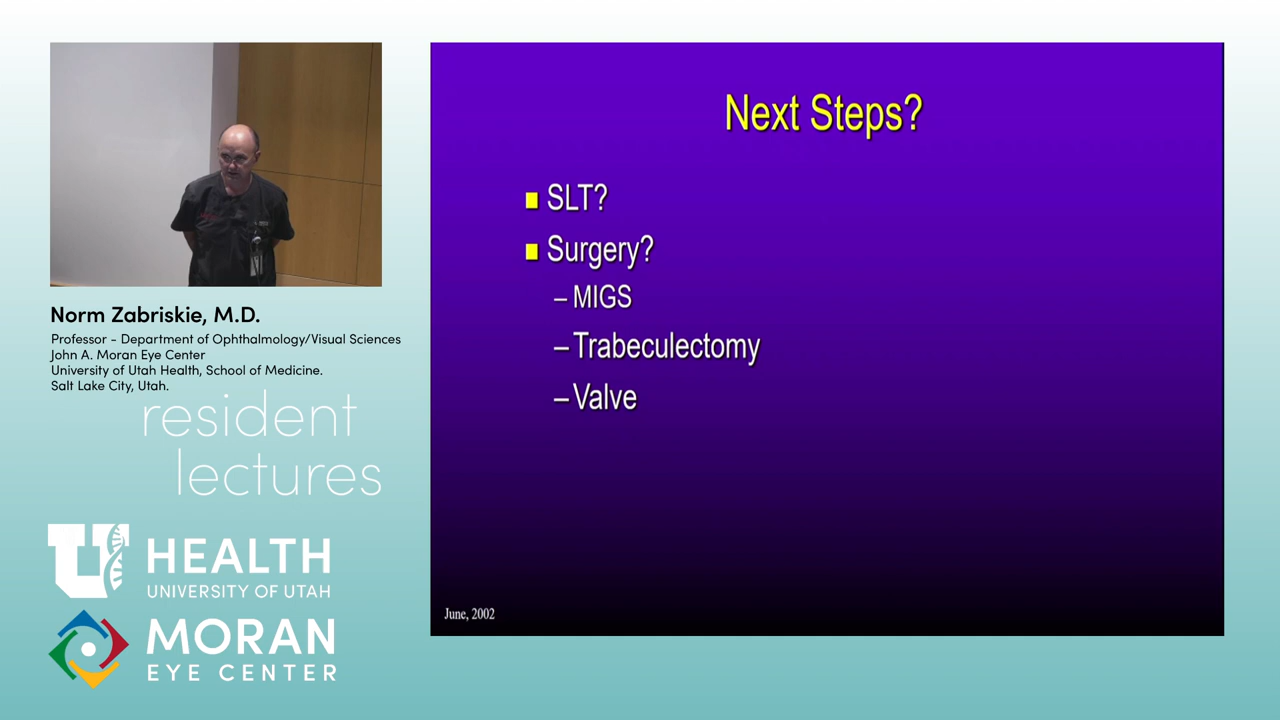 Norm Zabriskie, M.D.
Professor - Department of Ophthalmology/Visual Sciences
John A. Moran Eye Center
University of Utah Health, School of Medicine.
Salt Lake City, Utah.
resident
lectures
U HEALTH
UNIVERSITY OF UTAH
MORAN
EYE CENTER
Next Steps?
SLT?
Surgery?
– MIGS
– Trabeculectomy
– Valve
June, 2002